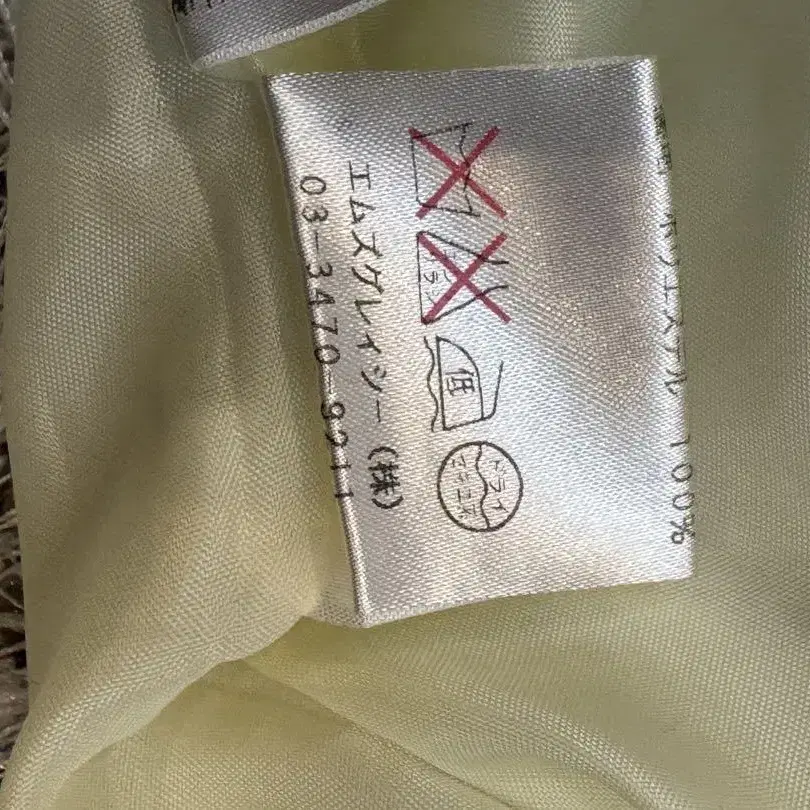 ポリエステル 100%
低
ドライ
セキユ系
エムズグレイシー(株)
03-3470-9211